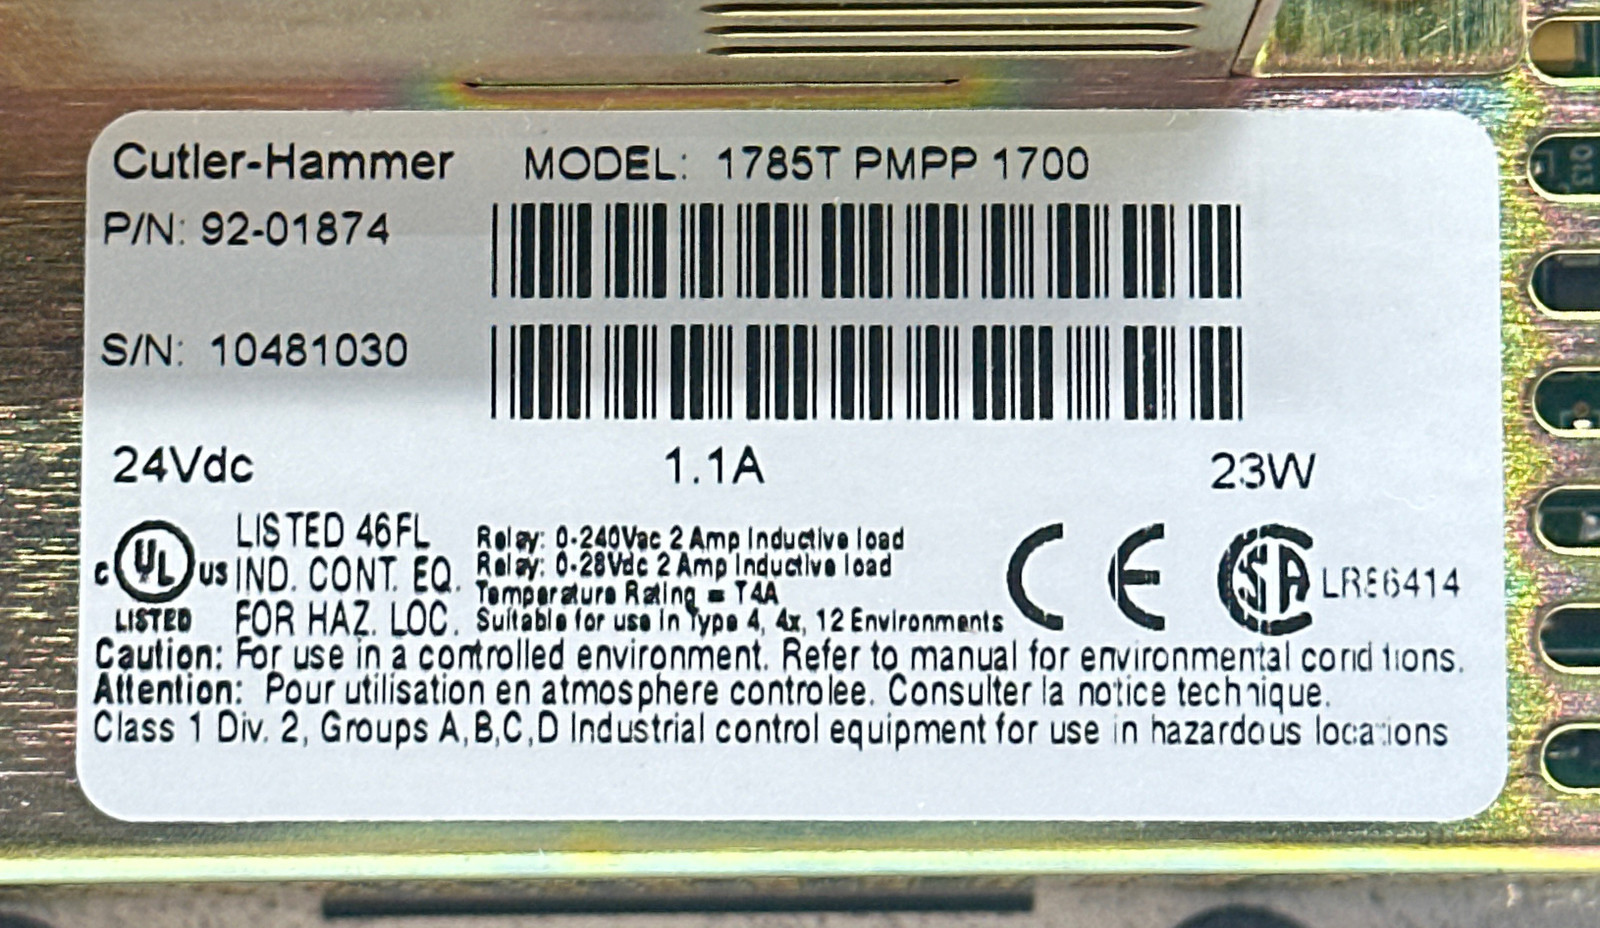 Cutler-Hammer MODEL: 1785T PMPP 1700
P/N: 92-01874
S/N: 10481030
24Vdc 1.1A 23W
LISTED 46FL
IND. CONT. EQ.
FOR HAZ. LOC.
c UL us
LISTED
Relay: 0-240Vac 2 Amp Inductive load
Relay: 0-28Vdc 2 Amp Inductive load
Temperature Rating = T4A
Suitable for use in Type 4, 4x, 12 Environments
CE
CSA LRE6414
Caution: For use in a controlled environment. Refer to manual for environmental conditions.
Attention: Pour utilisation en atmosphere controlee. Consulter la notice technique.
Class 1 Div. 2, Groups A,B,C,D Industrial control equipment for use in hazardous locations